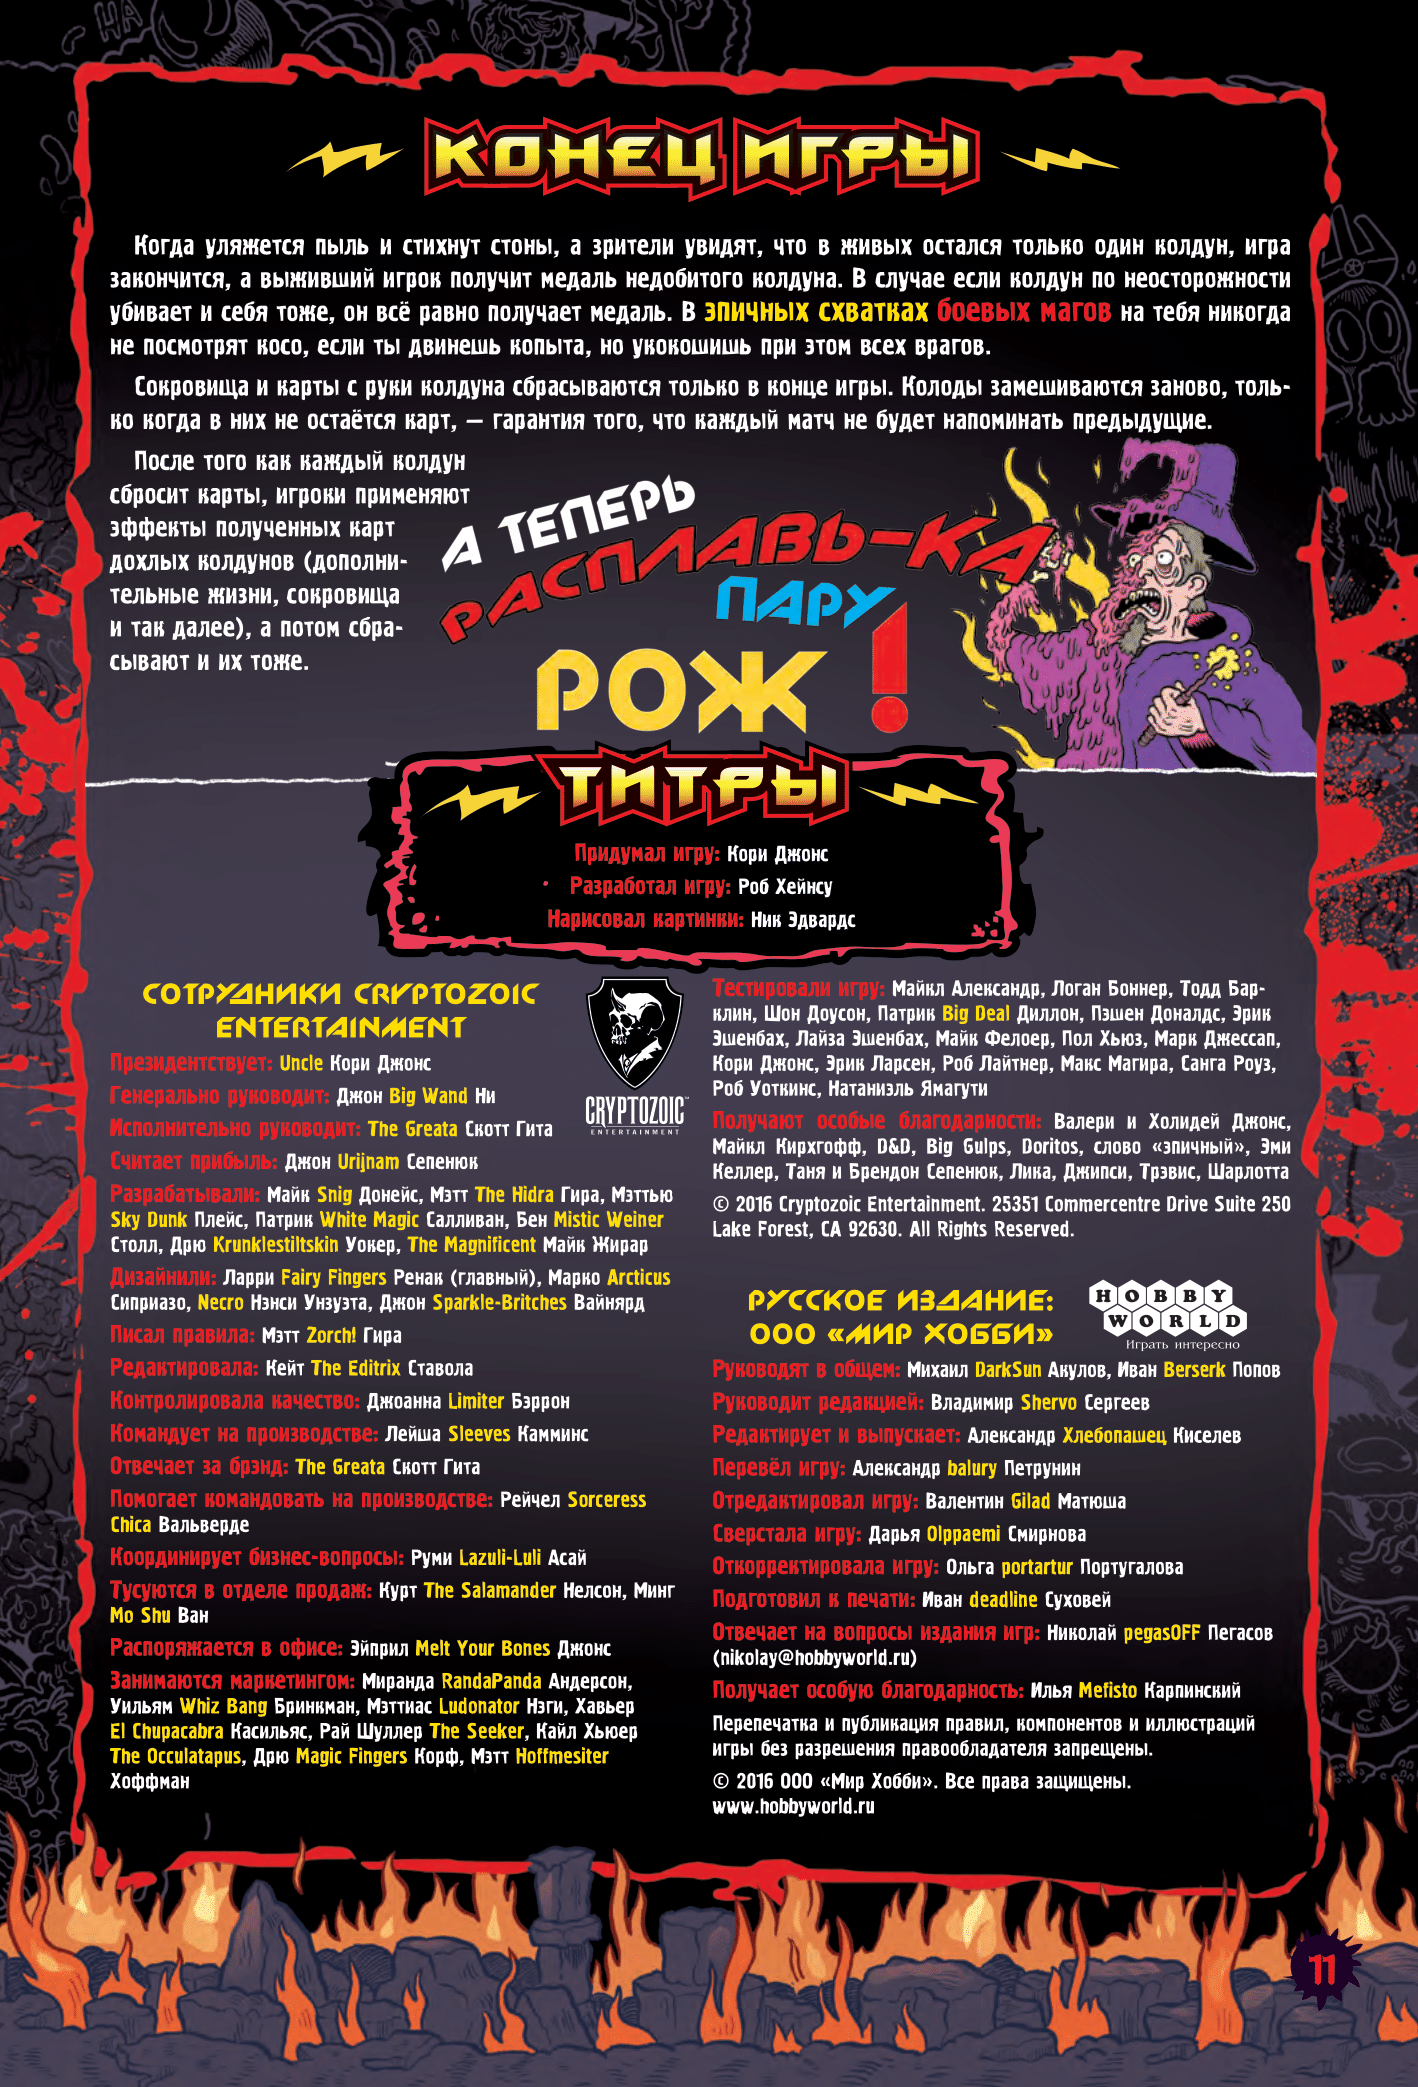 КОНЕЦ ИГРЫ
Когда уляжется пыль и стихнут стоны, а зрители увидят, что в живых остался только один колдун, игра
закончится, а выживший игрок получит медаль недобитого колдуна. В случае если колдун по неосторожности
убивает и себя тоже, он всё равно получает медаль. В эпичных схватках боевых магов на тебя никогда
не посмотрят косо, если ты двинешь копыта, но укокошишь при этом всех врагов.
Сокровища и карты с руки колдуна сбрасываются только в конце игры. Колоды замешиваются заново, толь-
ко когда в них не остаётся карт, — гарантия того, что каждый матч не будет напоминать предыдущие.
После того как каждый колдун
сбросит карты, игроки применяют
эффекты полученных карт
дохлых колдунов (дополни-
тельные жизни, сокровища
и так далее), а потом сбра-
сывают и их тоже.
А ТЕПЕРЬ
РАСПЛАВЬ-КА
ПАРУ
РОЖ!
ТИТРЫ
Придумал игру: Кори Джонс
Разработал игру: Роб Хейнсу
Нарисовал картинки: Ник Эдвардс
СОТРУДНИКИ CRYPTOZOIC
ENTERTAINMENT
CRYPTOZOIC
ENTERTAINMENT
Президентствует: Uncle Кори Джонс
Генерально руководит: Джон Big Wand Ни
Исполнительно руководит: The Greata Скотт Гита
Считает прибыль: Джон Urijnam Сепенюк
Разрабатывали: Майк Snig Донейс, Мэтт The Hidra Гира, Мэттью
Sky Dunk Плейс, Патрик White Magic Салливан, Бен Mistic Weiner
Столл, Дрю Krunklestiltskin Уокер, The Magnificent Майк Жирар
Дизайнили: Ларри Fairy Fingers Ренак (главный), Марко Arcticus
Сиприазо, Necro Нэнси Унзуэта, Джон Sparkle-Britches Вайнярд
Писал правила: Мэтт Zorch! Гира
Редактировала: Кейт The Editrix Ставола
Контролировала качество: Джоанна Limiter Бэррон
Командует на производстве: Лейша Sleeves Камминс
Отвечает за брэнд: The Greata Скотт Гита
Помогает командовать на производстве: Рейчел Sorceress
Chica Вальверде
Координирует бизнес-вопросы: Руми Lazuli-Luli Асай
Тусуются в отделе продаж: Курт The Salamander Нелсон, Минг
Mo Shu Ван
Распоряжается в офисе: Эйприл Melt Your Bones Джонс
Занимаются маркетингом: Миранда RandaPanda Андерсон,
Уильям Whiz Bang Бринкман, Мэттиас Ludonator Нэги, Хавьер
El Chupacabra Касильяс, Рай Шуллер The Seeker, Кайл Хьюер
The Occulatapus, Дрю Magic Fingers Корф, Мэтт Hoffmesiter
Хоффман
Тестировали игру: Майкл Александр, Логан Боннер, Тодд Бар-
клин, Шон Доусон, Патрик Big Deal Диллон, Пэшен Доналдс, Эрик
Эшенбах, Лайза Эшенбах, Майк Фелоер, Пол Хьюз, Марк Джессап,
Кори Джонс, Эрик Ларсен, Роб Лайтнер, Макс Магира, Санга Роуз,
Роб Уоткинс, Натаниэль Ямагути
Получают особые благодарности: Валери и Холидей Джонс,
Майкл Кирхгофф, D&D, Big Gulps, Doritos, слово «эпичный», Эми
Келлер, Таня и Брендон Сепенюк, Лика, Джипси, Трэвис, Шарлотта
© 2016 Cryptozoic Entertainment. 25351 Commercentre Drive Suite 250
Lake Forest, CA 92630. All Rights Reserved.
РУССКОЕ ИЗДАНИЕ:
ООО «МИР ХОББИ»
HOBBY
WORLD
Играть интересно
Руководят в общем: Михаил DarkSun Акулов, Иван Berserk Попов
Руководит редакцией: Владимир Shervo Сергеев
Редактирует и выпускает: Александр Хлебопашец Киселев
Перевёл игру: Александр balury Петрунин
Отредактировал игру: Валентин Gilad Матюша
Сверстала игру: Дарья Olppaemi Смирнова
Откорректировала игру: Ольга portartur Португалова
Подготовил к печати: Иван deadline Суховей
Отвечает на вопросы издания игр: Николай pegasOFF Пегасов
(nikolay@hobbyworld.ru)
Получает особую благодарность: Илья Mefisto Карпинский
Перепечатка и публикация правил, компонентов и иллюстраций
игры без разрешения правообладателя запрещены.
© 2016 ООО «Мир Хобби». Все права защищены.
www.hobbyworld.ru
11